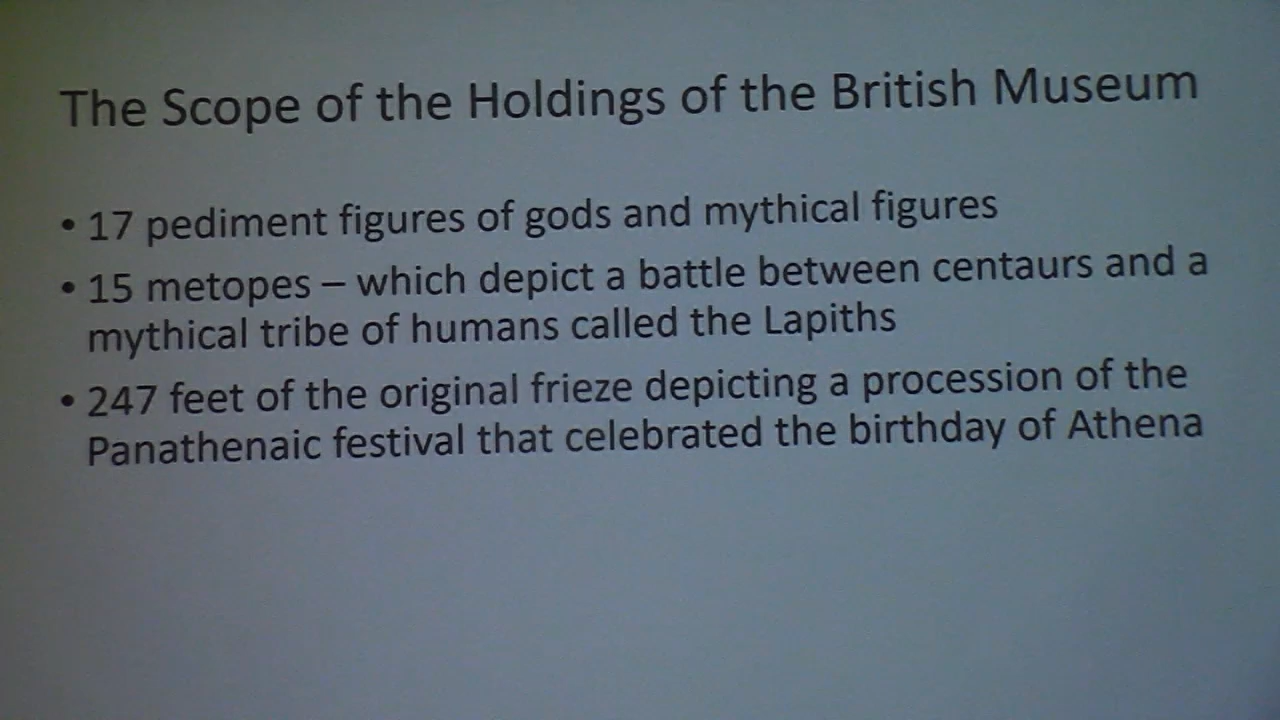 The Scope of the Holdings of the British Museum
• 17 pediment figures of gods and mythical figures
• 15 metopes – which depict a battle between centaurs and a
mythical tribe of humans called the Lapiths
• 247 feet of the original frieze depicting a procession of the
Panathenaic festival that celebrated the birthday of Athena